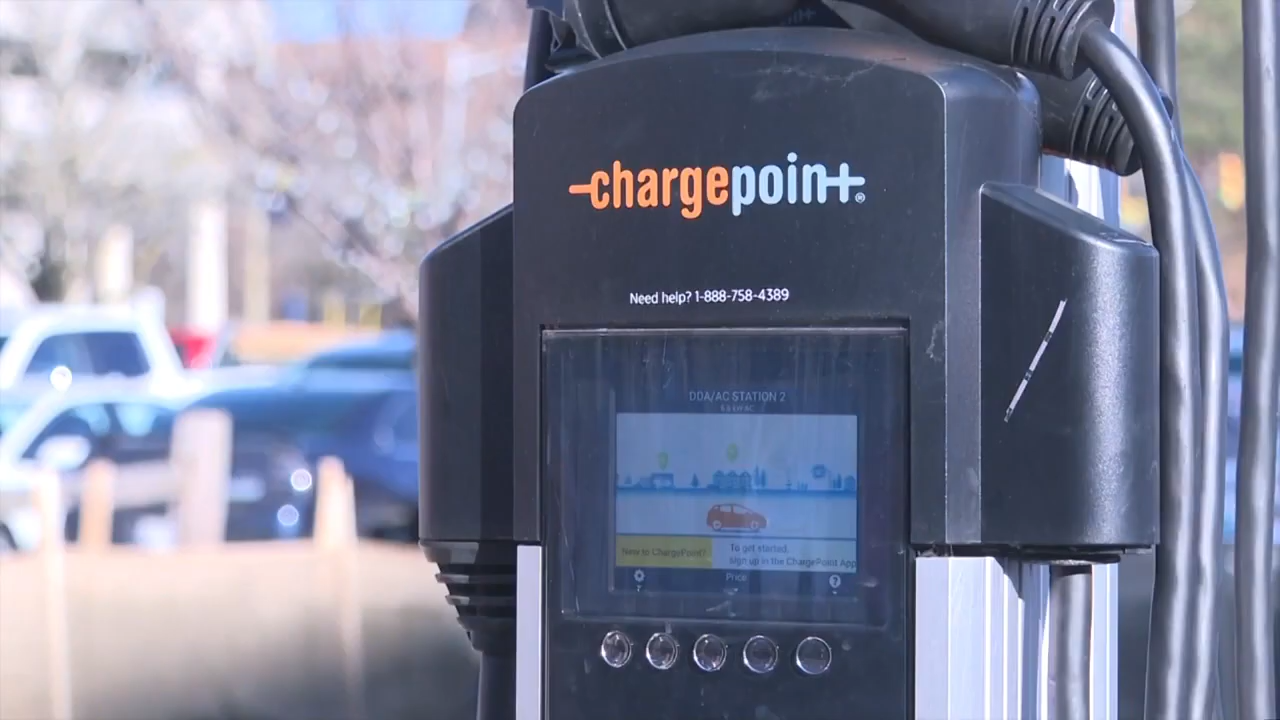 chargepoint®
Need help? 1-888-758-4389
DDA/AC STATION 2
New to ChargePoint?
To get started,
sign up in the ChargePoint App
Price
?